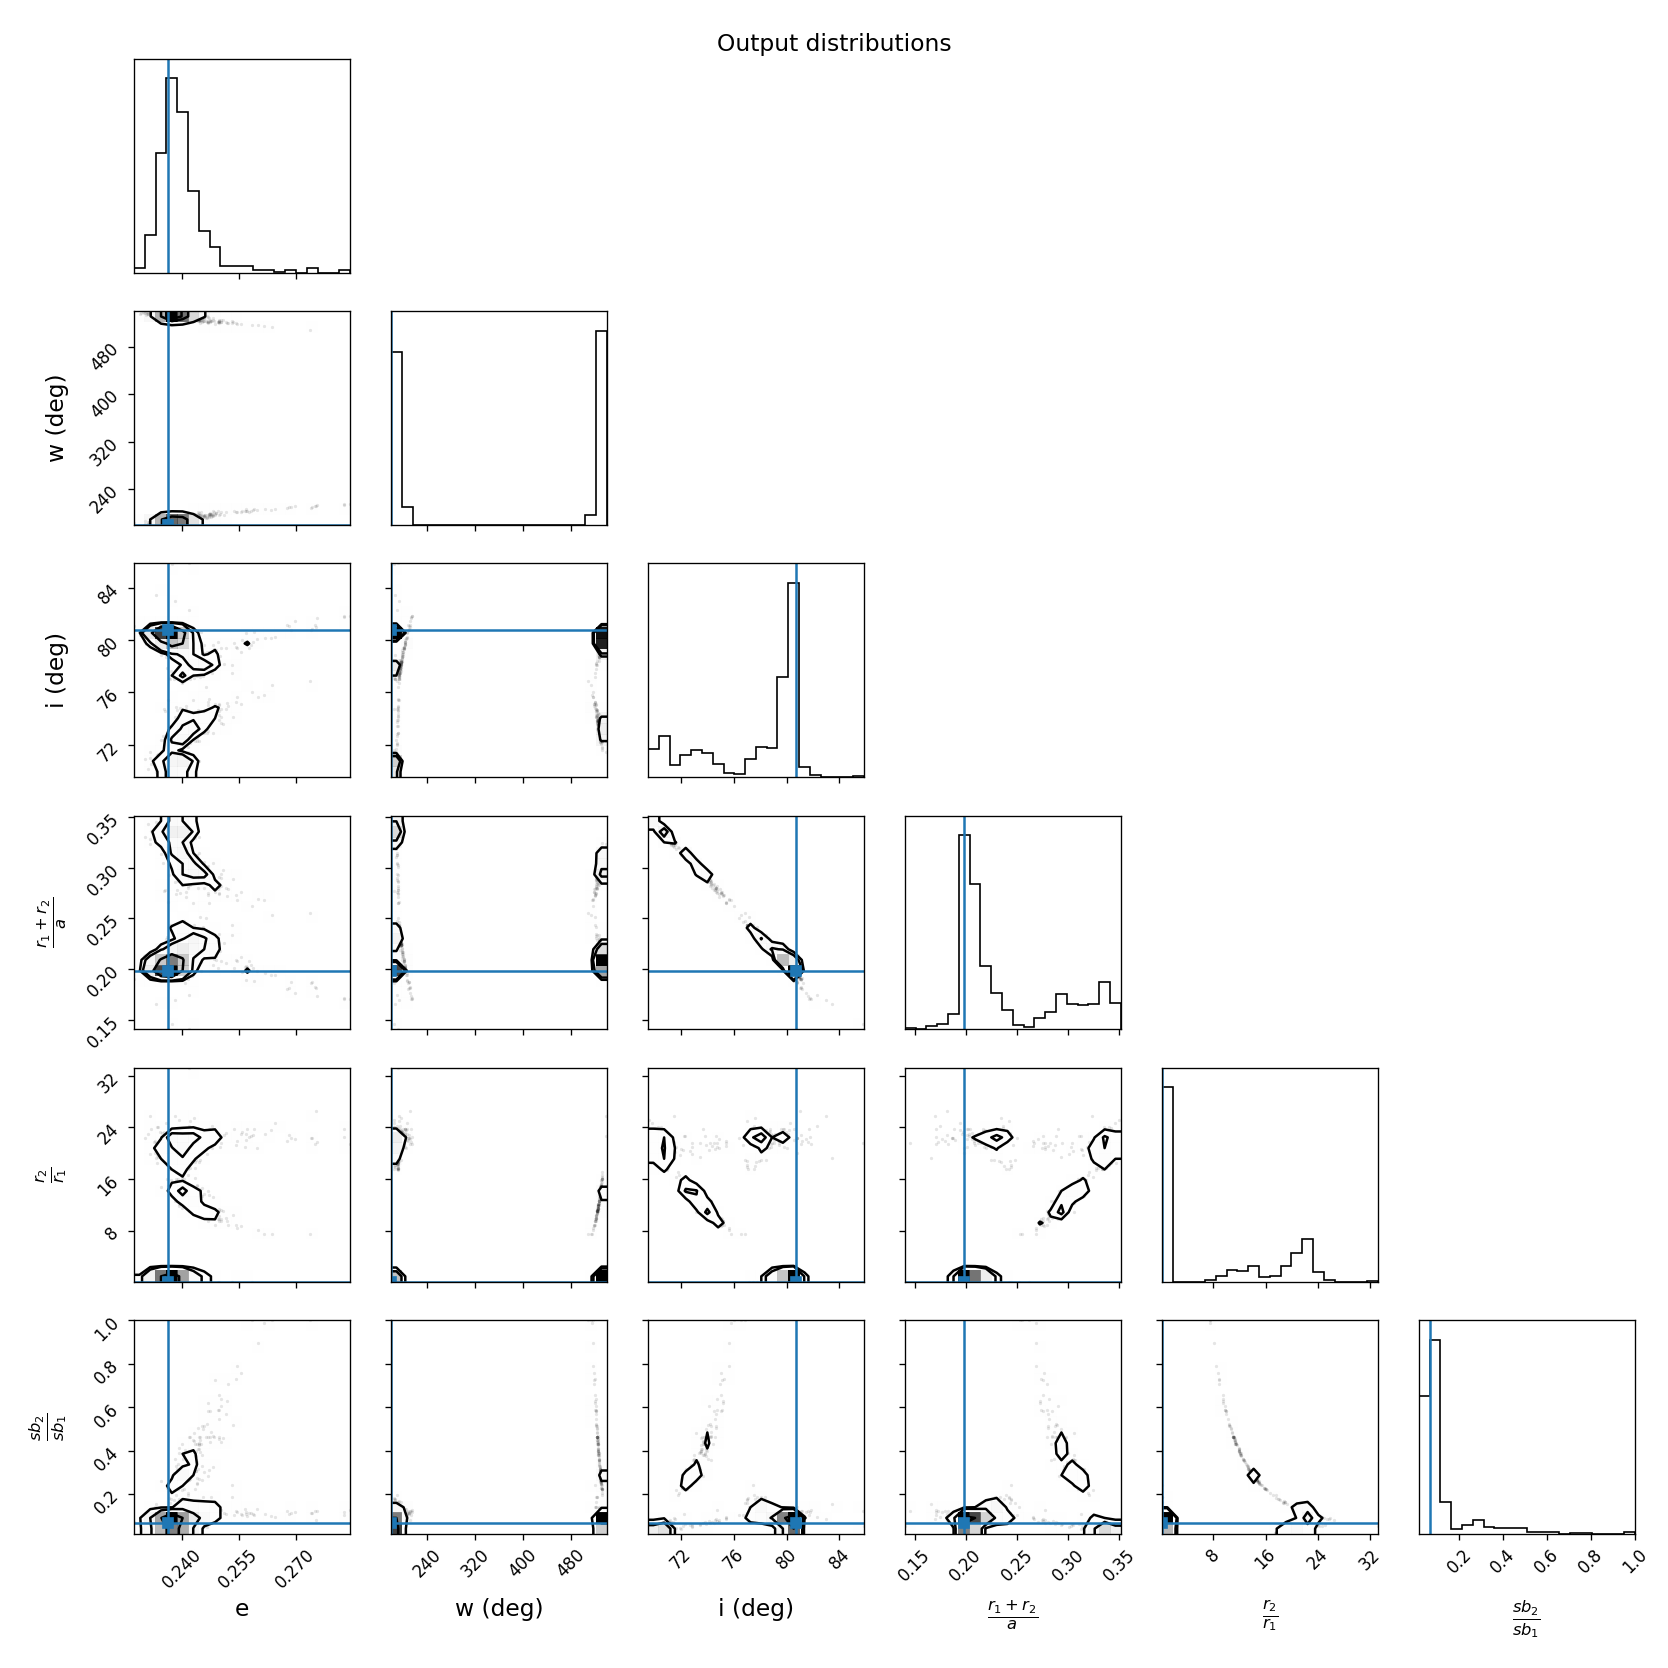 Output distributions
w (deg)
480
400
320
240
i (deg)
84
80
76
72
r₁ + r₂
a
0.35
0.30
0.25
0.20
0.15
r₂
r₁
32
24
16
8
sb₂
sb₁
1.0
0.8
0.6
0.4
0.2
0.240 0.255 0.270 240 320 400 480 72 76 80 84 0.15 0.20 0.25 0.30 0.35 8 16 24 32 0.2 0.4 0.6 0.8 1.0
e w (deg) i (deg) r₁ + r₂ r₂ sb₂
a r₁ sb₁